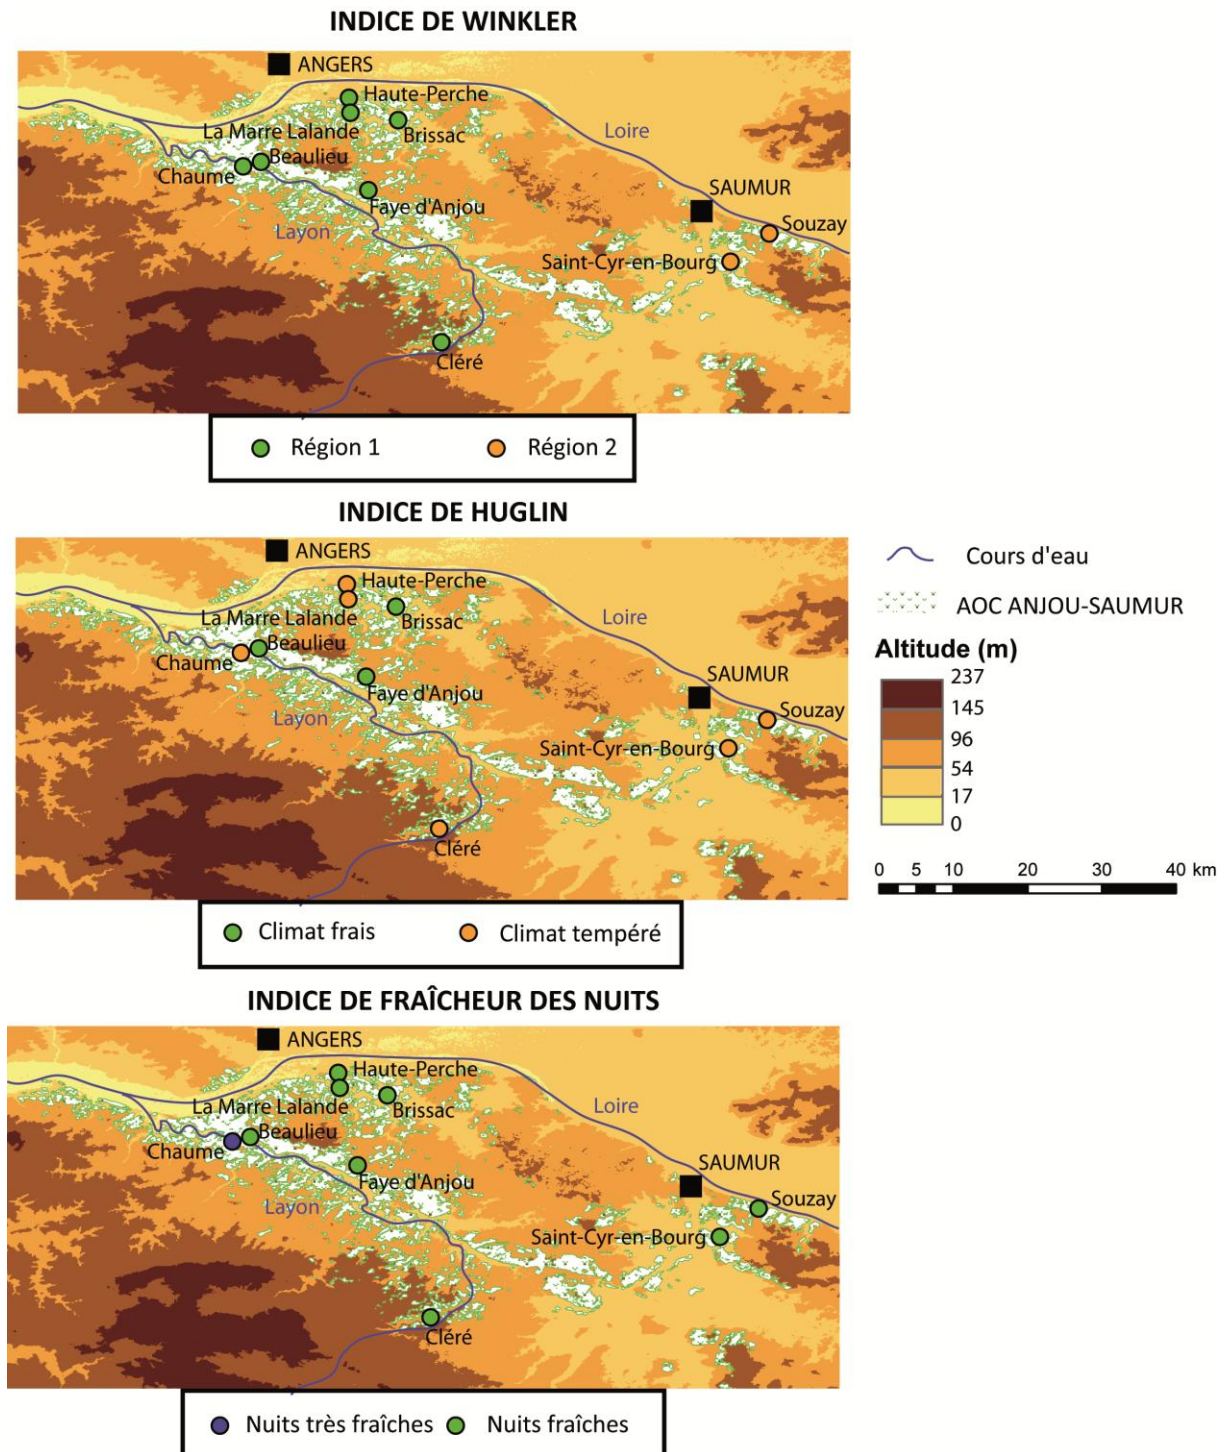 INDICE DE WINKLER
ANGERS
Haute-Perche
La Marre Lalande
Brissac
Beaulieu
Chaume
Loire
Faye d'Anjou
Layon
SAUMUR
Souzay
Saint-Cyr-en-Bourg
Cléré
Région 1
Région 2
INDICE DE HUGLIN
ANGERS
Haute-Perche
La Marre Lalande
Brissac
Beaulieu
Chaume
Loire
Faye d'Anjou
Layon
SAUMUR
Souzay
Saint-Cyr-en-Bourg
Cléré
Climat frais
Climat tempéré
Cours d'eau
AOC ANJOU-SAUMUR
Altitude (m)
237
145
96
54
17
0
0 5 10 20 30 40 km
INDICE DE FRAÎCHEUR DES NUITS
ANGERS
Haute-Perche
La Marre Lalande
Brissac
Beaulieu
Chaume
Loire
Faye d'Anjou
Layon
SAUMUR
Souzay
Saint-Cyr-en-Bourg
Cléré
Nuits très fraîches
Nuits fraîches